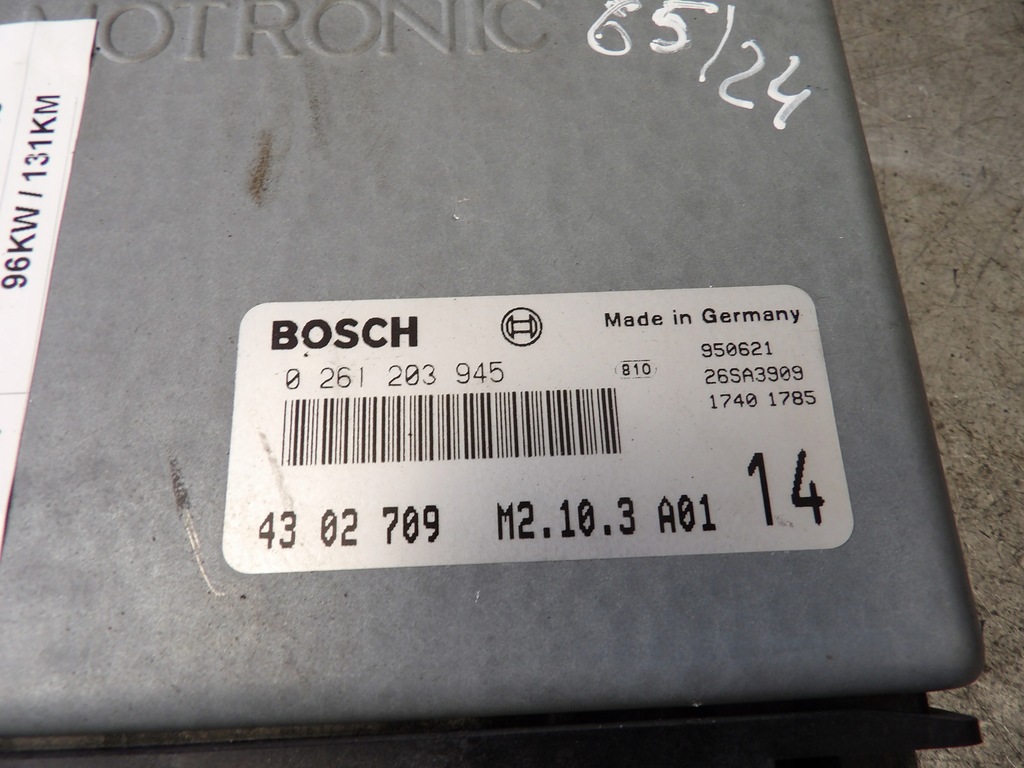 MOTRONIC
65/24
96KW / 131KM
BOSCH
Made in Germany
0 261 203 945
810
950621
26SA3909
1740 1785
43 02 709 M2.10.3 A01 14